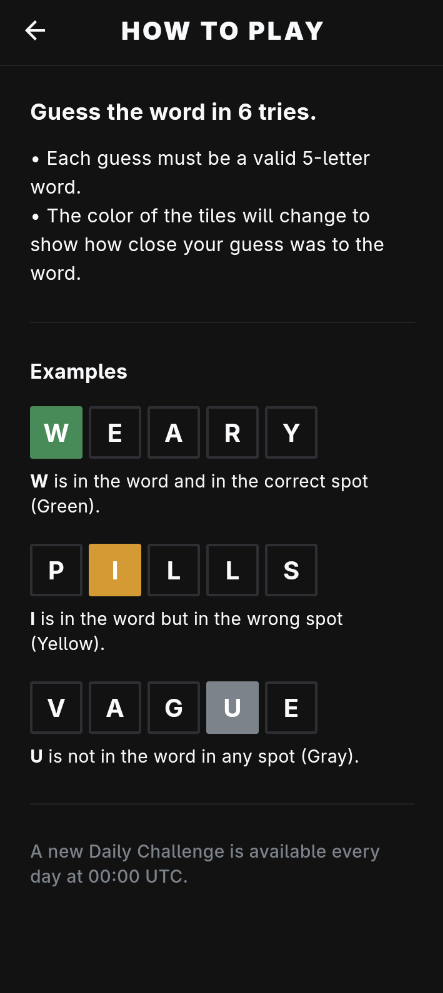 HOW TO PLAY
Guess the word in 6 tries.
• Each guess must be a valid 5-letter
word.
• The color of the tiles will change to
show how close your guess was to the
word.
Examples
W E A R Y
W is in the word and in the correct spot
(Green).
P I L L S
I is in the word but in the wrong spot
(Yellow).
V A G U E
U is not in the word in any spot (Gray).
A new Daily Challenge is available every
day at 00:00 UTC.